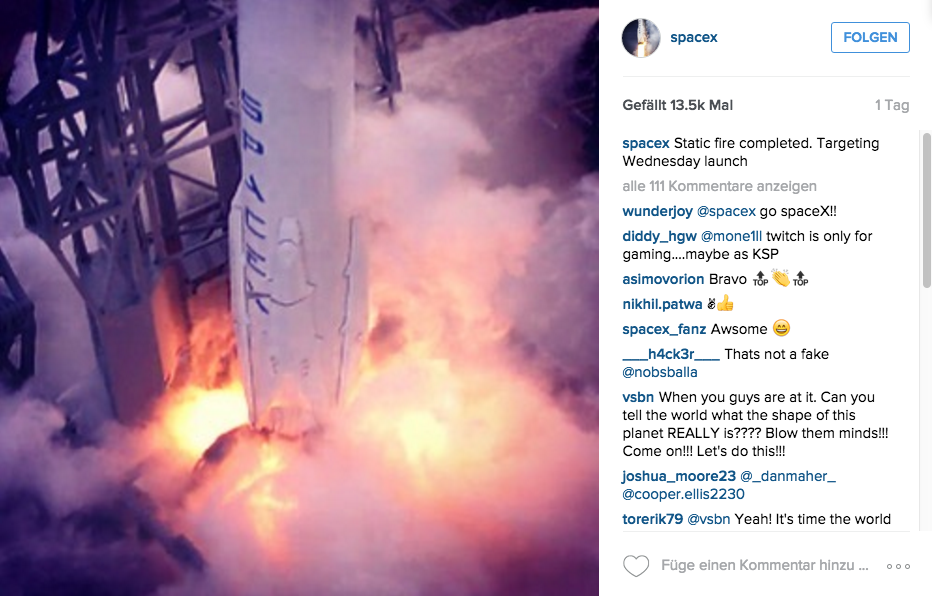 SPACEX
spacex
FOLGEN
Gefällt 13.5k Mal
1 Tag
spacex Static fire completed. Targeting
Wednesday launch
alle 111 Kommentare anzeigen
wunderjoy @spacex go spaceX!!
diddy_hgw @mone1ll twitch is only for
gaming....maybe as KSP
asimovorion Bravo 🔝👏🔝
nikhil.patwa ✌👍
spacex_fanz Awsome 😄
___h4ck3r___ Thats not a fake
@nobsballa
vsbn When you guys are at it. Can you
tell the world what the shape of this
planet REALLY is???? Blow them minds!!!
Come on!!! Let's do this!!!
joshua_moore23 @_danmaher_
@cooper.ellis2230
torerik79 @vsbn Yeah! It's time the world
Füge einen Kommentar hinzu ...